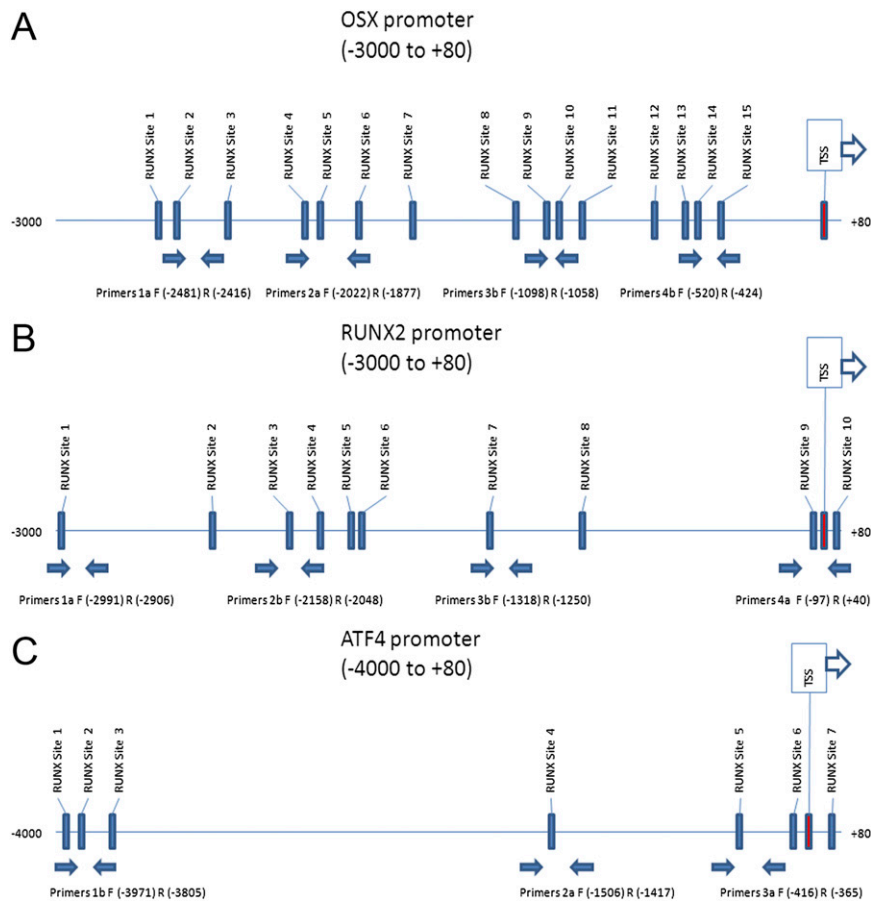 A
OSX promoter
(-3000 to +80)
RUNX Site 1
RUNX Site 2
RUNX Site 3
RUNX Site 4
RUNX Site 5
RUNX Site 6
RUNX Site 7
RUNX Site 8
RUNX Site 9
RUNX Site 10
RUNX Site 11
RUNX Site 12
RUNX Site 13
RUNX Site 14
RUNX Site 15
TSS
-3000
+80
Primers 1a F (-2481) R (-2416)
Primers 2a F (-2022) R (-1877)
Primers 3b F (-1098) R (-1058)
Primers 4b F (-520) R (-424)
B
RUNX2 promoter
(-3000 to +80)
RUNX Site 1
RUNX Site 2
RUNX Site 3
RUNX Site 4
RUNX Site 5
RUNX Site 6
RUNX Site 7
RUNX Site 8
RUNX Site 9
RUNX Site 10
TSS
-3000
+80
Primers 1a F (-2991) R (-2906)
Primers 2b F (-2158) R (-2048)
Primers 3b F (-1318) R (-1250)
Primers 4a F (-97) R (+40)
C
ATF4 promoter
(-4000 to +80)
RUNX Site 1
RUNX Site 2
RUNX Site 3
RUNX Site 4
RUNX Site 5
RUNX Site 6
RUNX Site 7
TSS
-4000
+80
Primers 1b F (-3971) R (-3805)
Primers 2a F (-1506) R (-1417)
Primers 3a F (-416) R (-365)